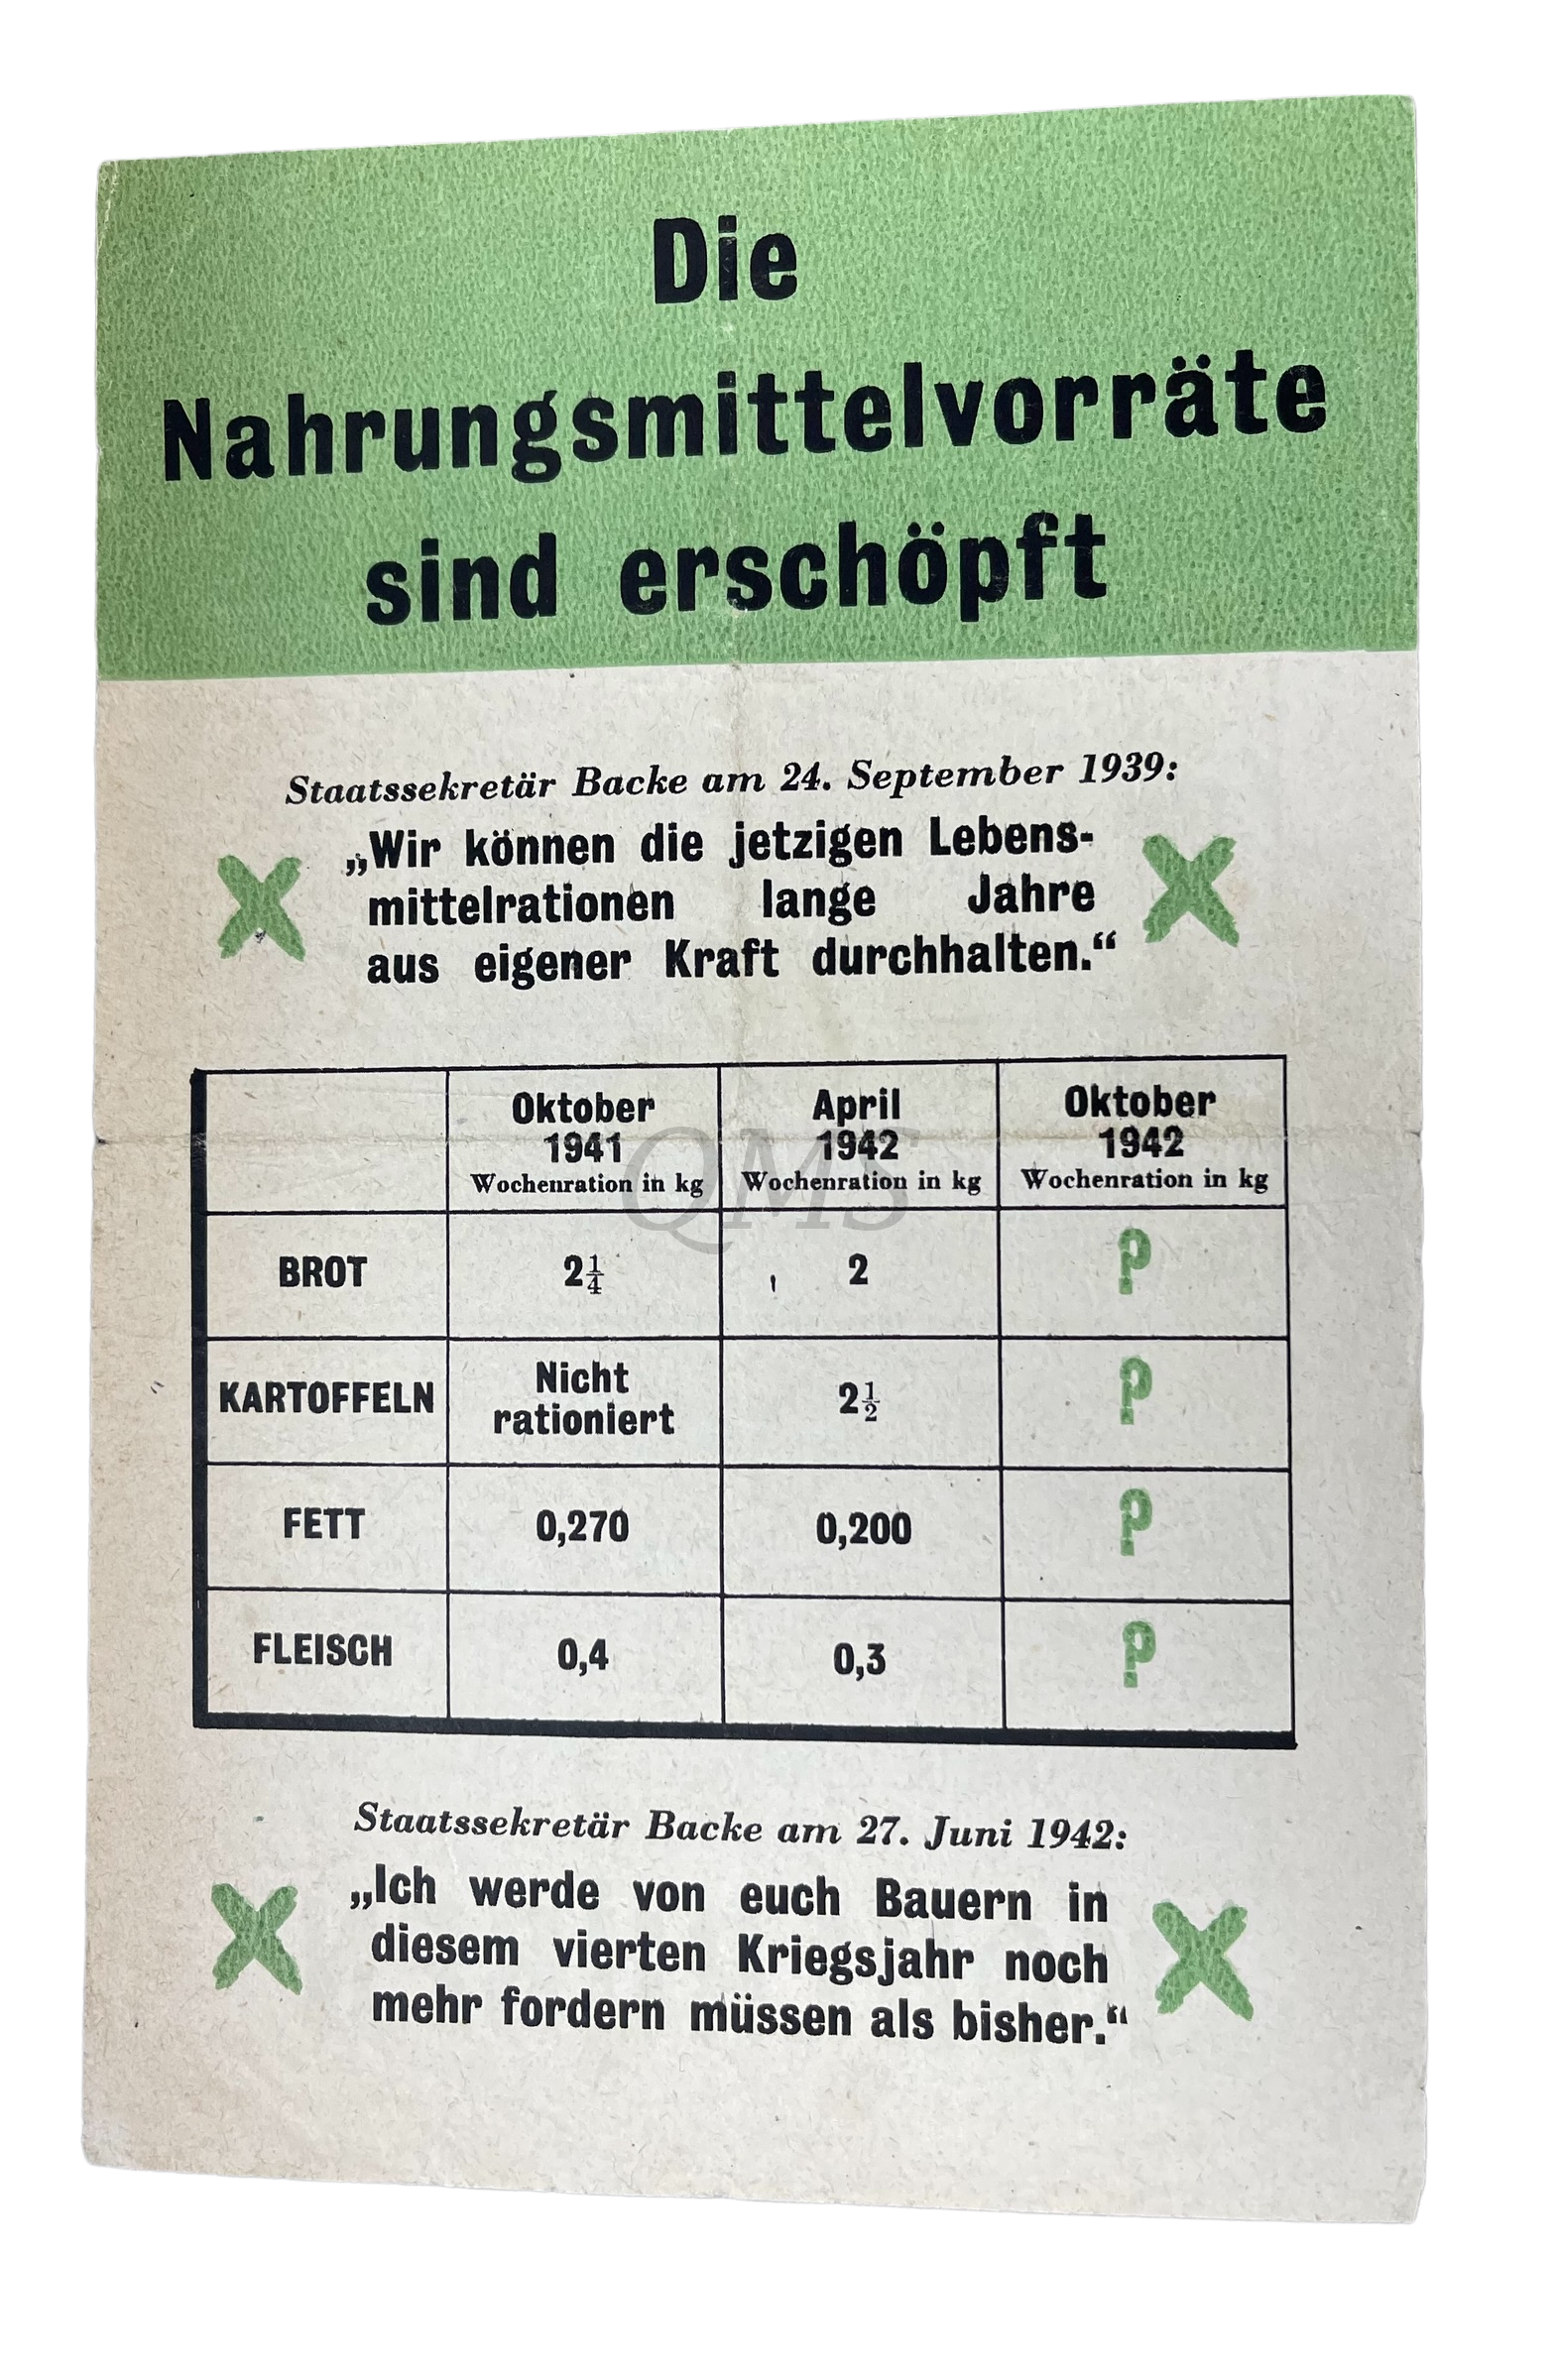 Die
Nahrungsmittelvorräte
sind erschöpft
Staatssekretär Backe am 24. September 1939:
„Wir können die jetzigen Lebens-
mittelrationen lange Jahre
aus eigener Kraft durchhalten.“
Oktober 1941 Wochenration in kg
April 1942 Wochenration in kg
Oktober 1942 Wochenration in kg
BROT 2¼ 2 ?
KARTOFFELN Nicht rationiert 2½ ?
FETT 0,270 0,200 ?
FLEISCH 0,4 0,3 ?
Staatssekretär Backe am 27. Juni 1942:
„Ich werde von euch Bauern in
diesem vierten Kriegsjahr noch
mehr fordern müssen als bisher.“
QMS